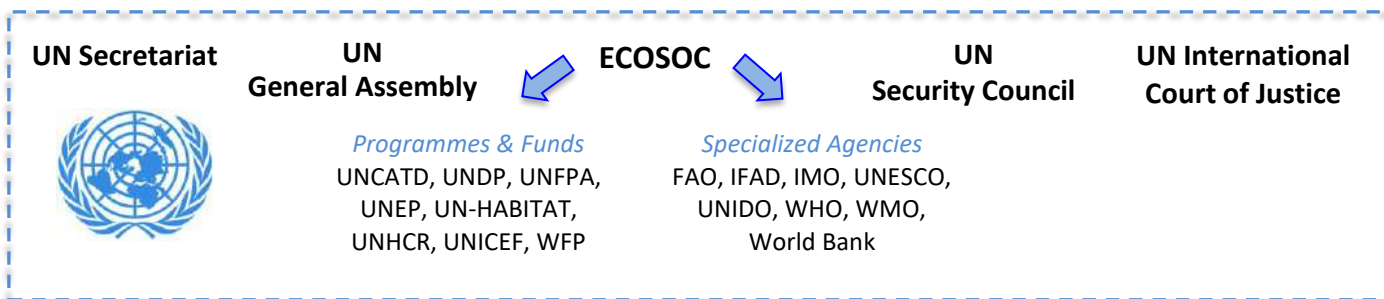 UN Secretariat
UN
General Assembly
ECOSOC
UN
Security Council
UN International
Court of Justice
Programmes & Funds
UNCATD, UNDP, UNFPA,
UNEP, UN-HABITAT,
UNHCR, UNICEF, WFP
Specialized Agencies
FAO, IFAD, IMO, UNESCO,
UNIDO, WHO, WMO,
World Bank